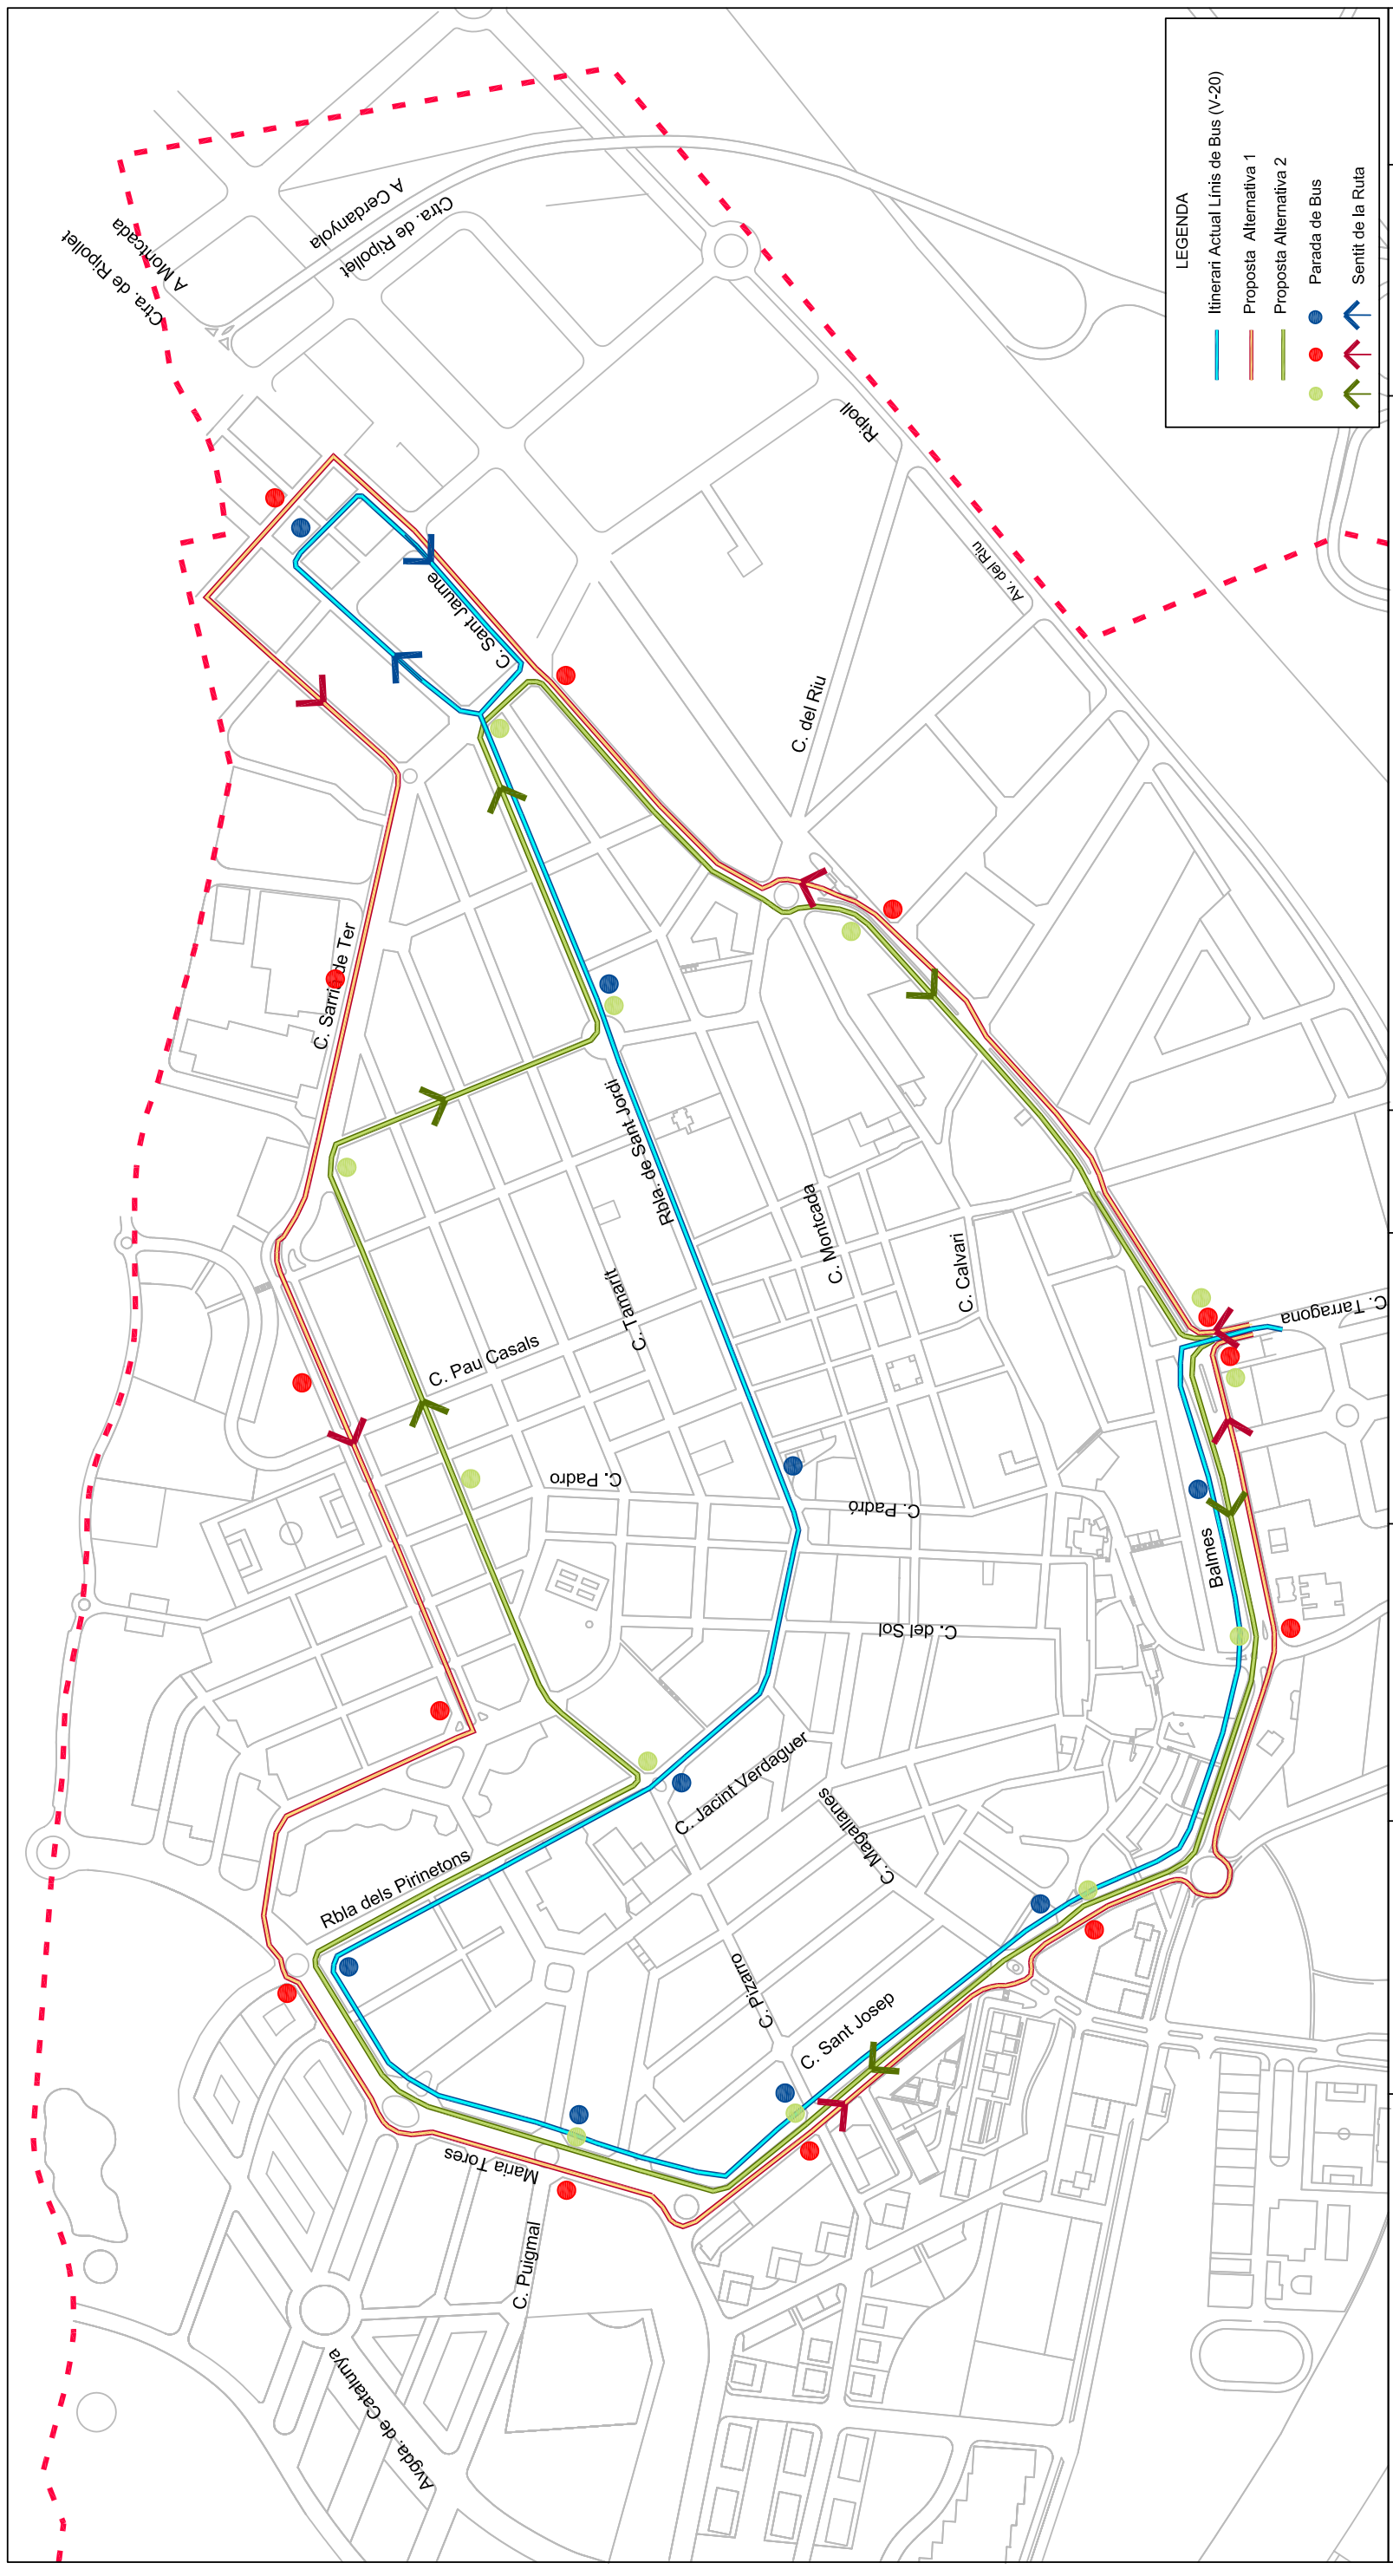 LEGENDA
Itinerari Actual Línis de Bus (V-20)
Proposta Alternativa 1
Proposta Alternativa 2
Parada de Bus
Sentit de la Ruta
Ctra. de Ripollet
A Montcada
A Cerdanyola
Ctra. de Ripollet
Ripoll
Av. del Riu
C. Sant Jaume
C. del Riu
C. Sarria de Ter
Rbla. de Sant Jordi
C. Montcada
C. Calvari
C. Tamarit
C. Tarragona
C. Pau Casals
C. Padro
C. Padró
Balmes
C. del Sol
C. Jacint Verdaguer
C. Magallanes
Rbla dels Pirinetons
C. Pizarro
C. Sant Josep
Maria Tores
C. Puigmal
Avgda. de Catalunya